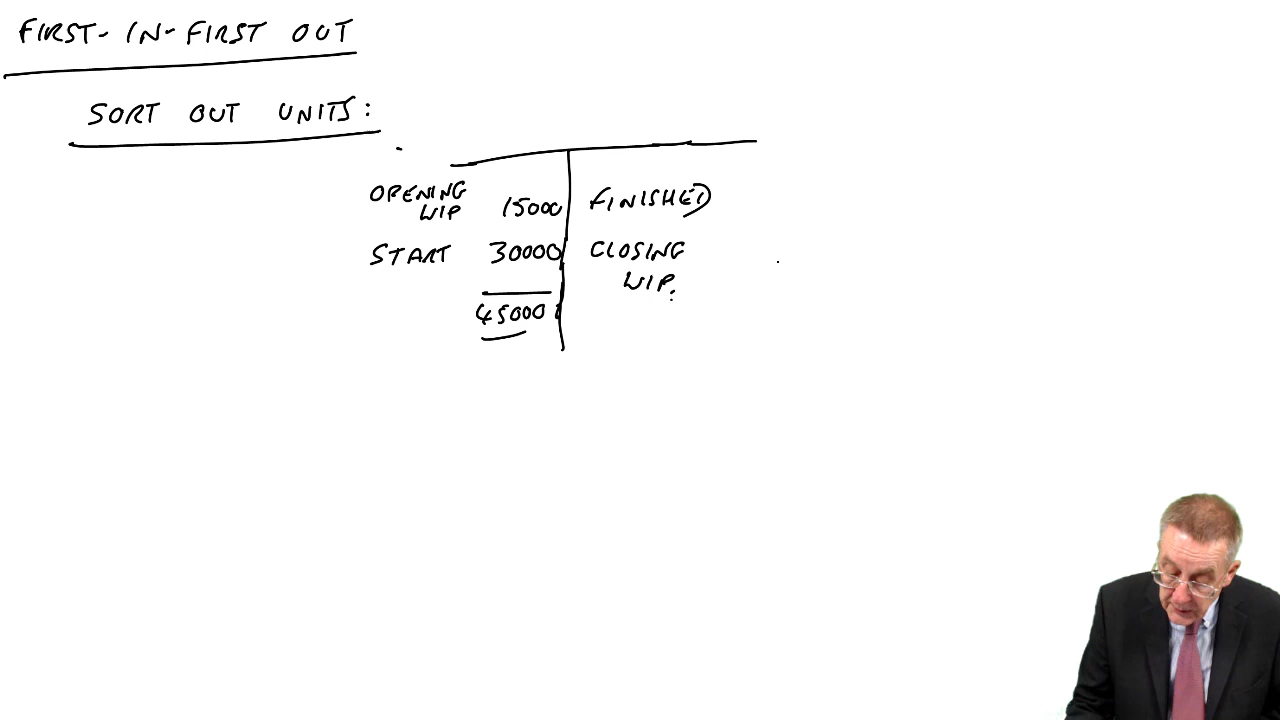 FIRST-IN-FIRST OUT
SORT OUT UNITS:
OPENING WIP 15000 FINISHED
START 30000 CLOSING WIP:
45000